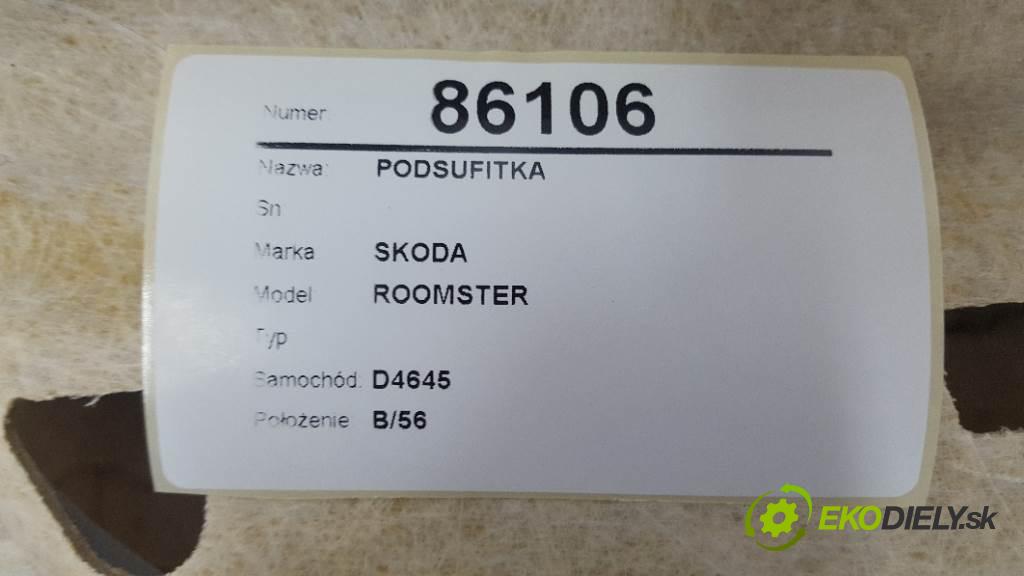 Numer: 86106
Nazwa: PODSUFITKA
Sn
Marka SKODA
Model ROOMSTER
Typ
Samochód: D4645
Położenie B/56
EKODIELY.sk